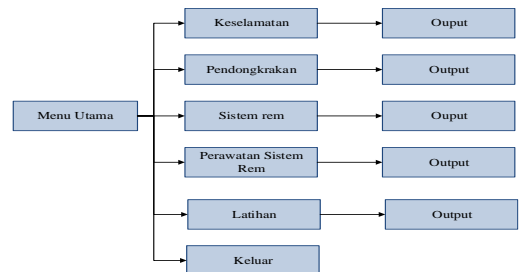 Keselamatan
Ouput
Pendongkrakan
Output
Menu Utama
Sistem rem
Ouput
Perawatan Sistem
Rem
Output
Latihan
Output
Keluar